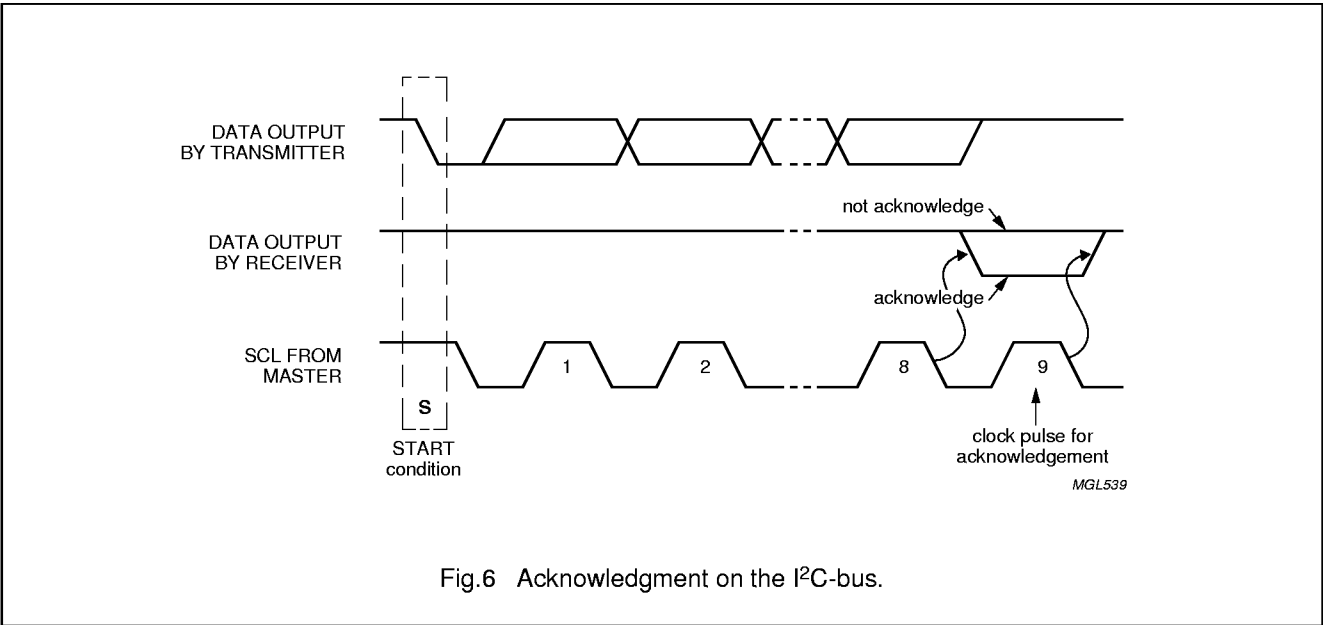 DATA OUTPUT
BY TRANSMITTER
not acknowledge
DATA OUTPUT
BY RECEIVER
acknowledge
SCL FROM
MASTER
1
2
8
9
S
START
condition
clock pulse for
acknowledgement
MGL539
Fig.6 Acknowledgment on the I²C-bus.